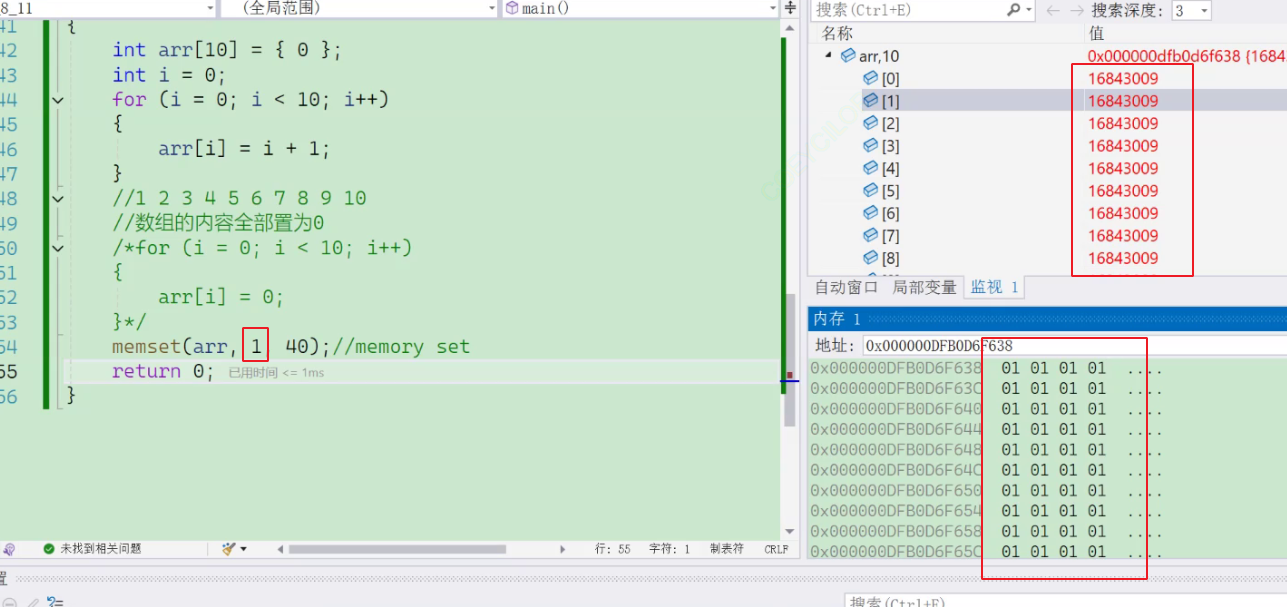 8_11
(全局范围)
main()
41 {
42 int arr[10] = { 0 };
43 int i = 0;
44 for (i = 0; i < 10; i++)
45 {
46 arr[i] = i + 1;
47 }
48 //1 2 3 4 5 6 7 8 9 10
49 //数组的内容全部置为0
50 /*for (i = 0; i < 10; i++)
51 {
52 arr[i] = 0;
53 }*/
54 memset(arr, 1, 40);//memory set
55 return 0; 已用时间 <= 1ms
56 }
未找到相关问题
行: 55 字符: 1 制表符 CRLF
搜索(Ctrl+E)
搜索深度: 3
名称 值
arr,10 0x000000dfb0d6f638 {1684
[0] 16843009
[1] 16843009
[2] 16843009
[3] 16843009
[4] 16843009
[5] 16843009
[6] 16843009
[7] 16843009
[8] 16843009
自动窗口 局部变量 监视 1
内存 1
地址: 0x000000DFB0D6F638
0x000000DFB0D6F638 01 01 01 01 ....
0x000000DFB0D6F63C 01 01 01 01 ....
0x000000DFB0D6F640 01 01 01 01 ....
0x000000DFB0D6F644 01 01 01 01 ....
0x000000DFB0D6F648 01 01 01 01 ....
0x000000DFB0D6F64C 01 01 01 01 ....
0x000000DFB0D6F650 01 01 01 01 ....
0x000000DFB0D6F654 01 01 01 01 ....
0x000000DFB0D6F658 01 01 01 01 ....
0x000000DFB0D6F65C 01 01 01 01 ....
置
搜索(Ctrl+E)